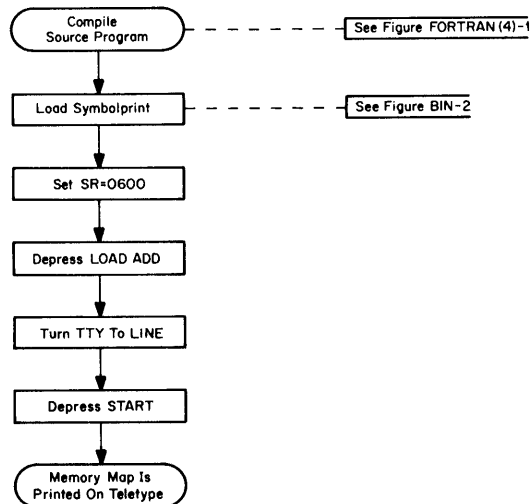 Compile
Source Program
See Figure FORTRAN (4)-1
Load Symbolprint
See Figure BIN-2
Set SR=0600
Depress LOAD ADD
Turn TTY To LINE
Depress START
Memory Map Is
Printed On Teletype